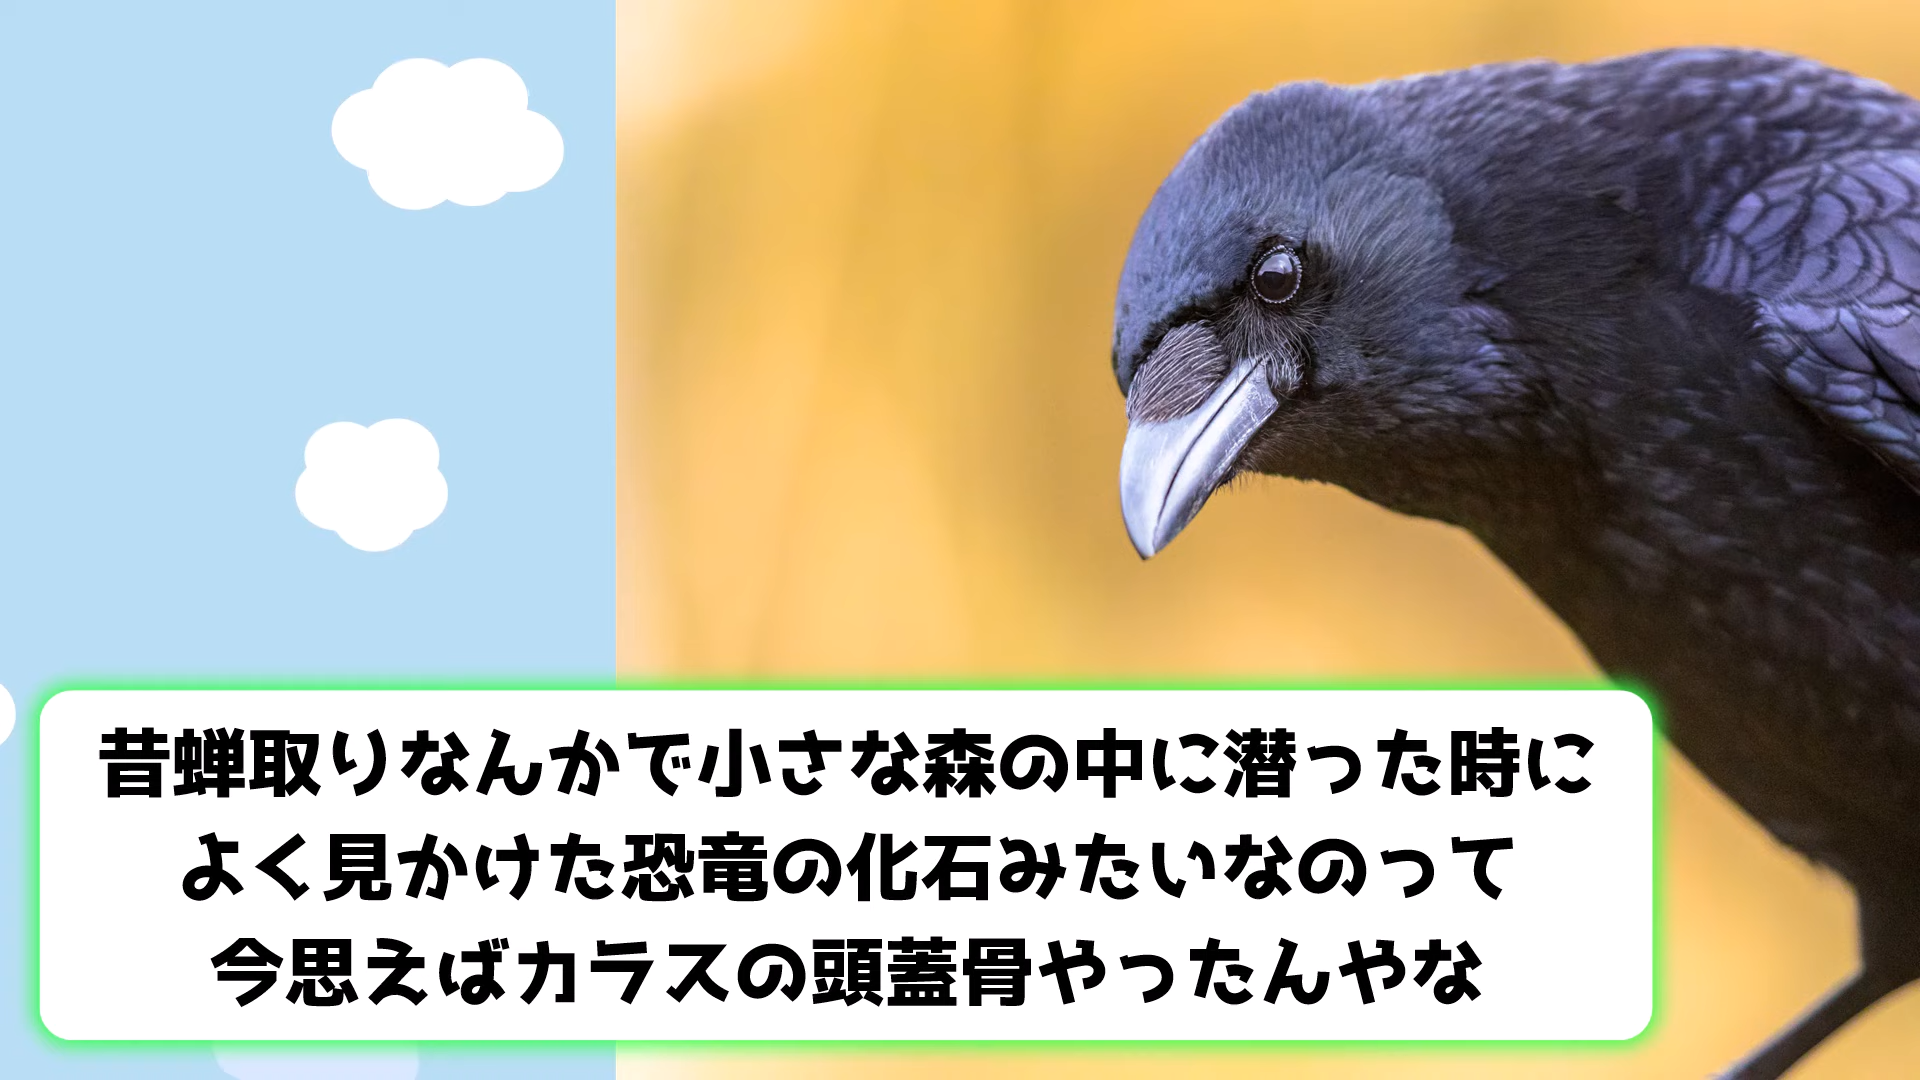 昔蝉取りなんかで小さな森の中に潜った時に
よく見かけた恐竜の化石みたいなのって
今思えばカラスの頭蓋骨やったんやな